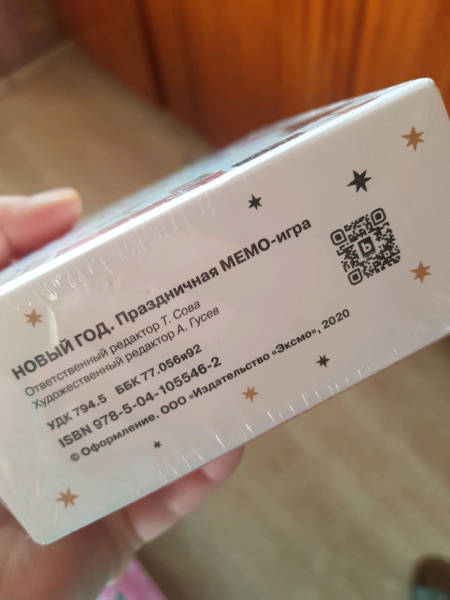 НОВЫЙ ГОД. Праздничная МЕМО-игра
Ответственный редактор Т. Сова
Художественный редактор А. Гусев
УДК 794.5 ББК 77.056я92
ISBN 978-5-04-105546-2
© Оформление. ООО «Издательство «Эксмо», 2020